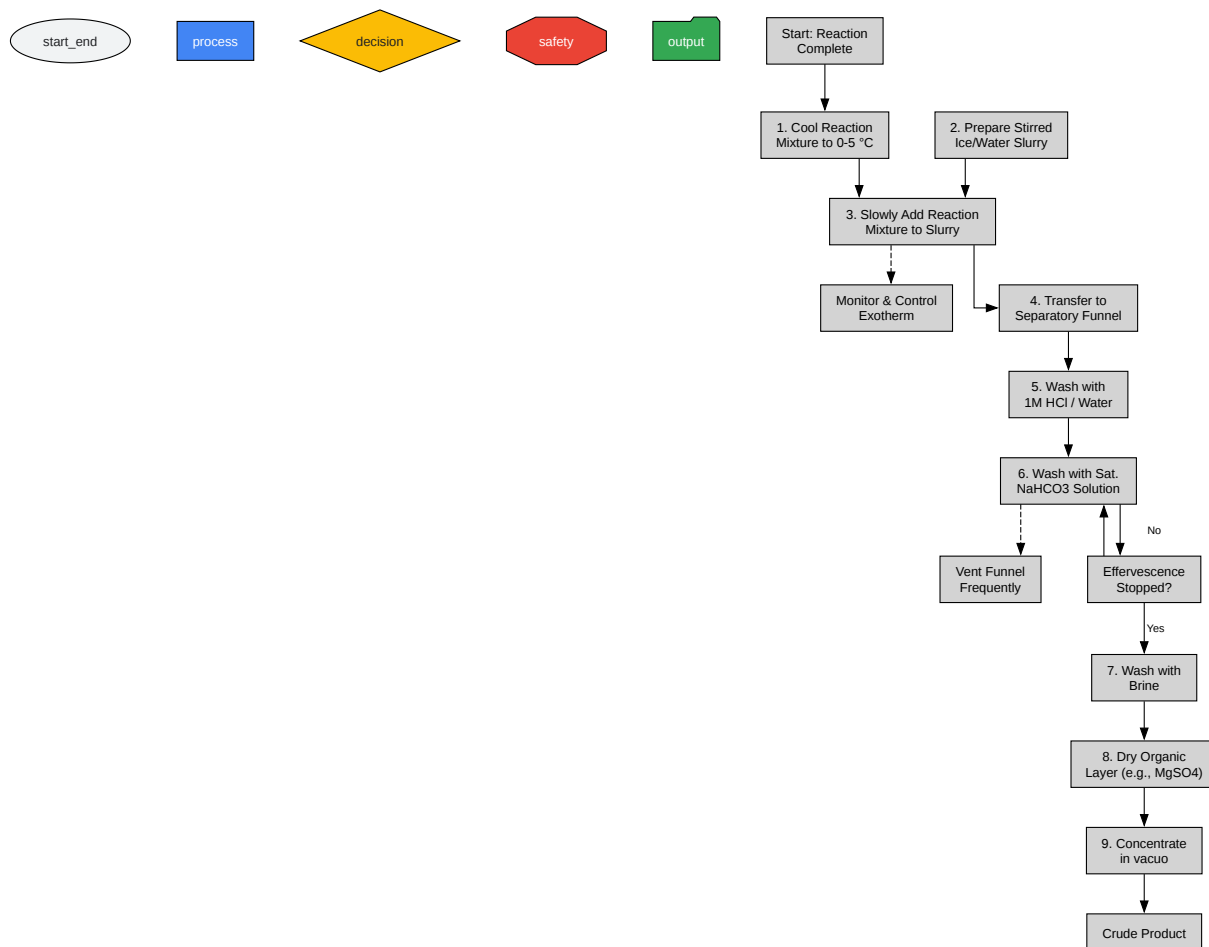 start_end
process
decision
safety
output
Start: Reaction
Complete
1. Cool Reaction
Mixture to 0-5 °C
2. Prepare Stirred
Ice/Water Slurry
3. Slowly Add Reaction
Mixture to Slurry
Monitor & Control
Exotherm
4. Transfer to
Separatory Funnel
5. Wash with
1M HCl / Water
6. Wash with Sat.
NaHCO3 Solution
No
Vent Funnel
Frequently
Effervescence
Stopped?
Yes
7. Wash with
Brine
8. Dry Organic
Layer (e.g., MgSO4)
9. Concentrate
in vacuo
Crude Product